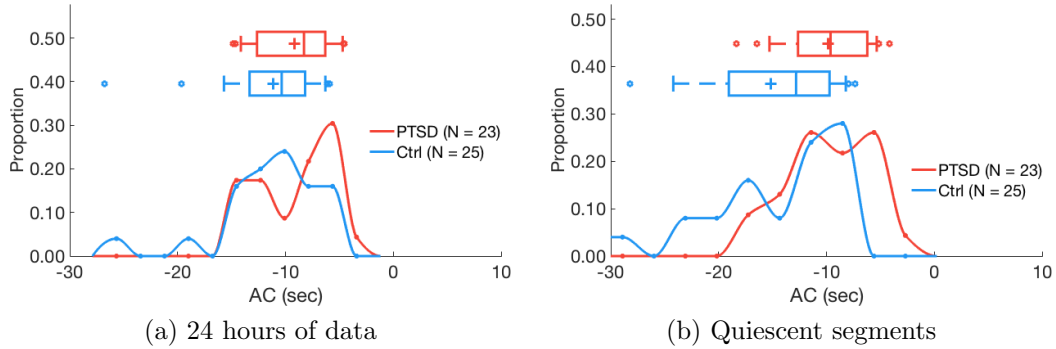 0.50
0.40
0.30
0.20
0.10
0.00
Proportion
PTSD (N = 23)
Ctrl (N = 25)
-30 -20 -10 0 10
AC (sec)
(a) 24 hours of data
0.50
0.40
0.30
0.20
0.10
0.00
Proportion
PTSD (N = 23)
Ctrl (N = 25)
-30 -20 -10 0 10
AC (sec)
(b) Quiescent segments